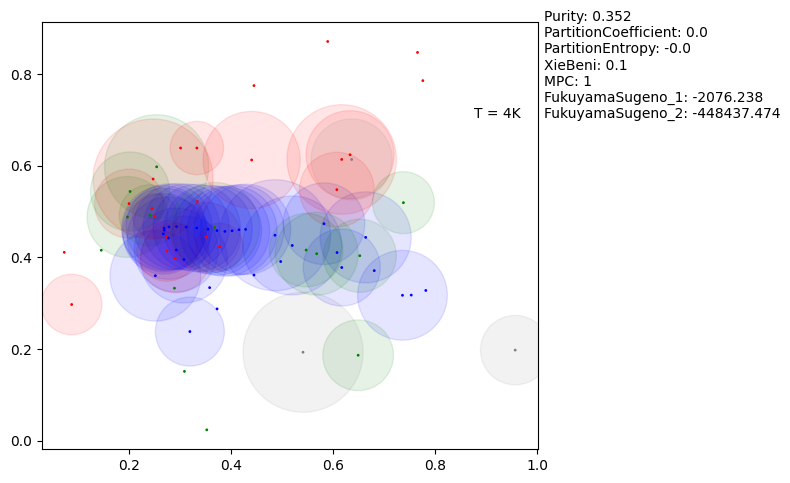 Purity: 0.352
PartitionCoefficient: 0.0
PartitionEntropy: -0.0
XieBeni: 0.1
MPC: 1
FukuyamaSugeno_1: -2076.238
FukuyamaSugeno_2: -448437.474
T = 4K
0.8
0.6
0.4
0.2
0.0
0.2 0.4 0.6 0.8 1.0